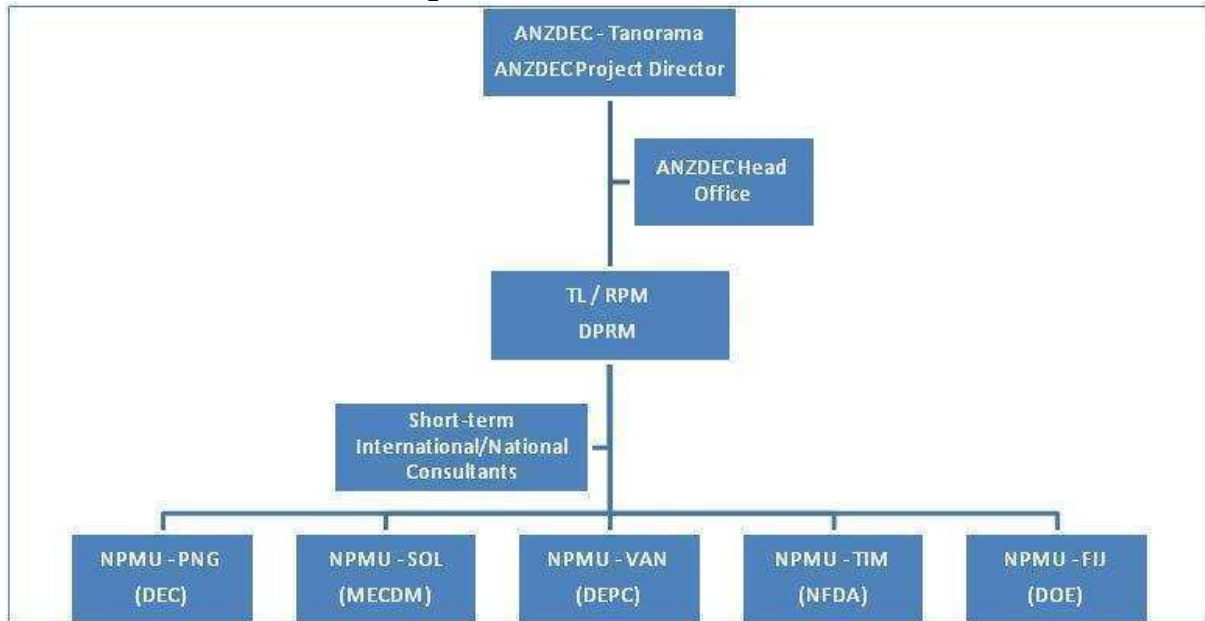 ANZDEC - Tanorama
ANZDEC Project Director
ANZDEC Head
Office
TL / RPM
DPRM
Short-term
International/National
Consultants
NPMU - PNG
(DEC)
NPMU - SOL
(MECDM)
NPMU - VAN
(DEPC)
NPMU - TIM
(NFDA)
NPMU - FIJ
(DOE)